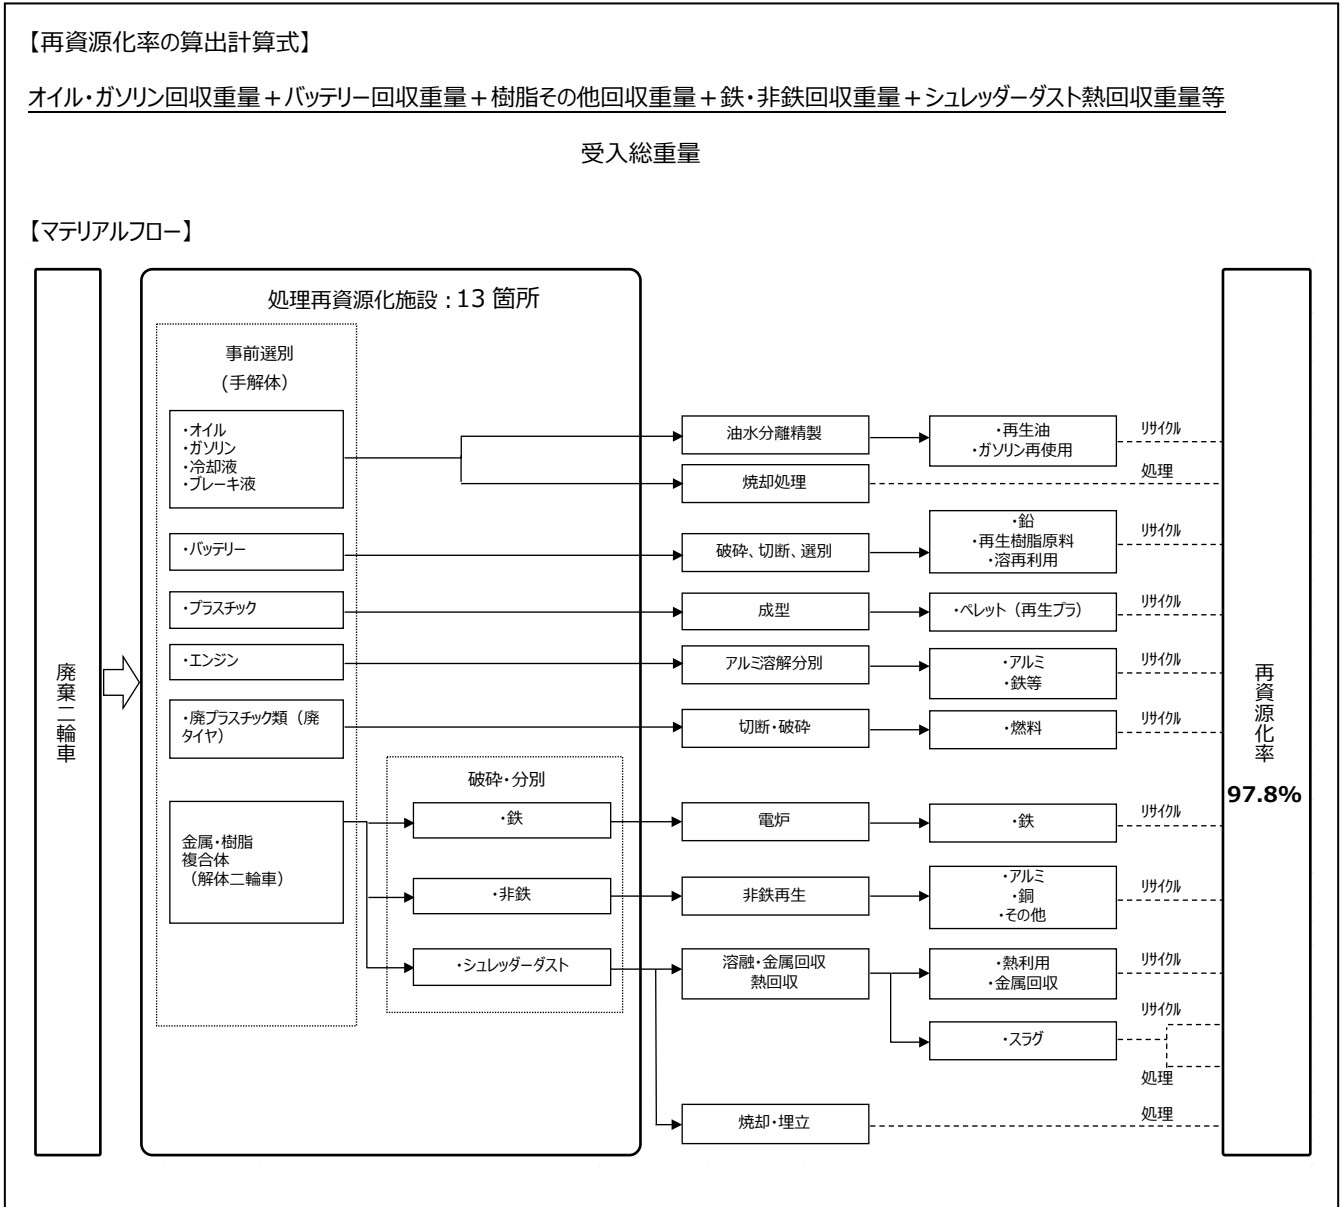 【再資源化率の算出計算式】
オイル・ガソリン回収重量＋バッテリー回収重量＋樹脂その他回収重量＋鉄・非鉄回収重量＋シュレッダーダスト熱回収重量等
受入総重量
【マテリアルフロー】
廃棄二輪車
処理再資源化施設：13 箇所
事前選別
(手解体)
・オイル
・ガソリン
・冷却液
・ブレーキ液
・バッテリー
・プラスチック
・エンジン
・廃プラスチック類（廃
タイヤ）
金属・樹脂
複合体
（解体二輪車）
破砕・分別
・鉄
・非鉄
・シュレッダーダスト
油水分離精製
焼却処理
破砕、切断、選別
成型
アルミ溶解分別
切断・破砕
電炉
非鉄再生
溶融・金属回収
熱回収
焼却・埋立
・再生油
・ガソリン再使用
・鉛
・再生樹脂原料
・溶再利用
・ペレット（再生プラ）
・アルミ
・鉄等
・燃料
・鉄
・アルミ
・銅
・その他
・熱利用
・金属回収
・スラグ
リサイクル
処理
リサイクル
リサイクル
リサイクル
リサイクル
リサイクル
リサイクル
リサイクル
リサイクル
処理
処理
再資源化率
97.8%